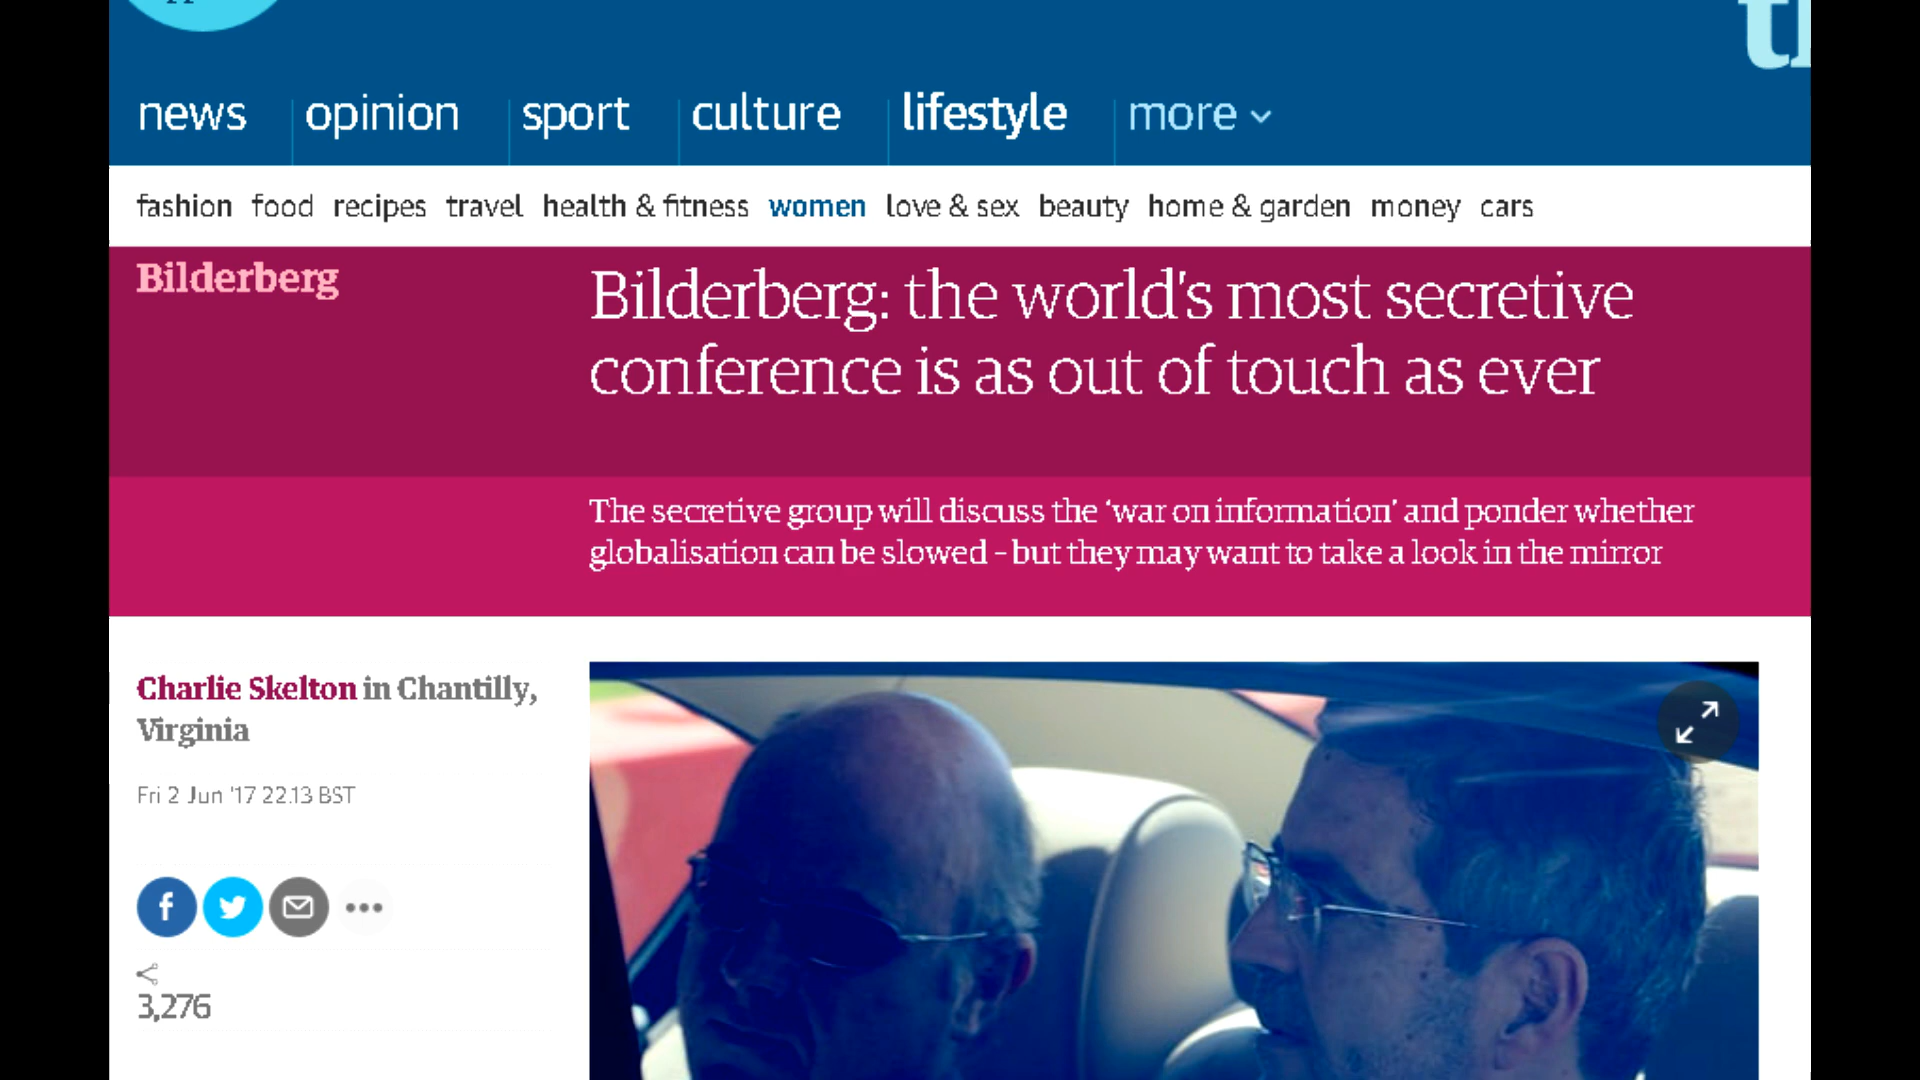 news opinion sport culture lifestyle more
fashion food recipes travel health & fitness women love & sex beauty home & garden money cars
Bilderberg
Bilderberg: the world's most secretive
conference is as out of touch as ever
The secretive group will discuss the ‘war on information’ and ponder whether
globalisation can be slowed – but they may want to take a look in the mirror
Charlie Skelton in Chantilly,
Virginia
Fri 2 Jun '17 22.13 BST
3,276